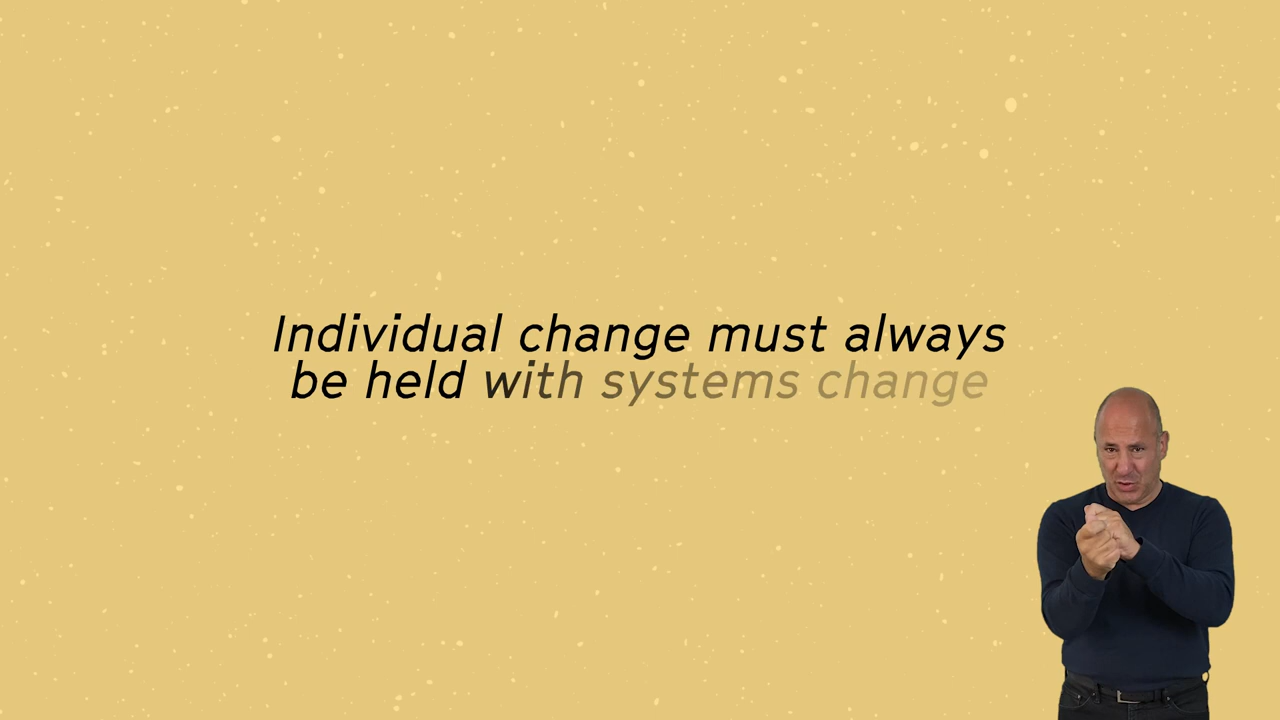 Individual change must always
be held with systems change